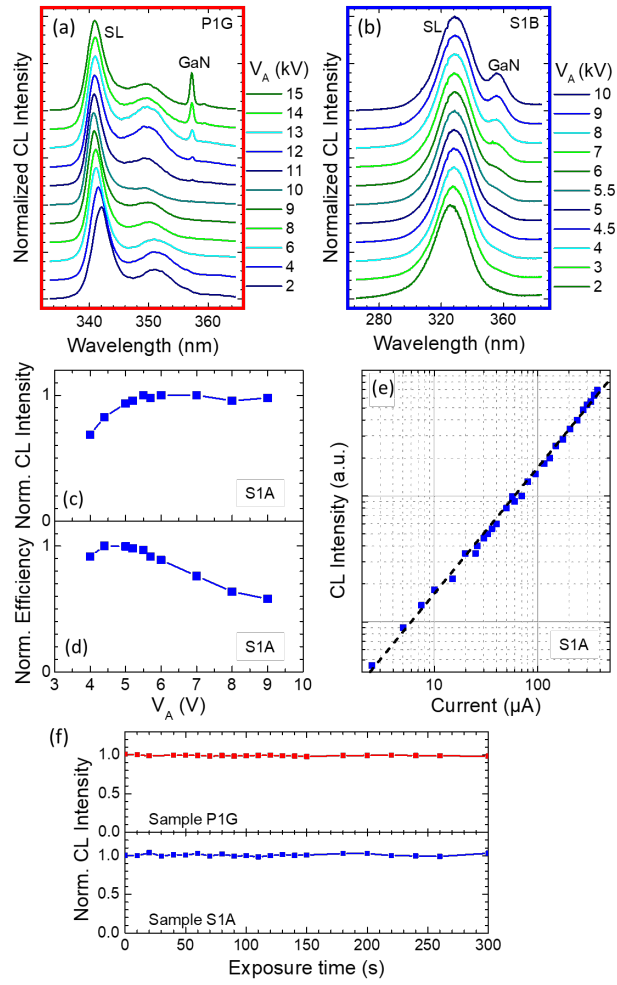 (a) SL P1G
GaN
V_A (kV)
15
14
13
12
11
10
9
8
6
4
2
Normalized CL Intensity
340 350 360
Wavelength (nm)
(b) SL S1B
GaN
V_A (kV)
10
9
8
7
6
5.5
5
4.5
4
3
2
Normalized CL Intensity
280 320 360
Wavelength (nm)
Norm. CL Intensity
1
0
(c) S1A
Norm. Efficiency
1
0
(d) S1A
3 4 5 6 7 8 9 10
V_A (V)
(e)
CL Intensity (a.u.)
S1A
10 100
Current (µA)
(f)
Norm. CL Intensity
1.0
0.5
0.0
Sample P1G
1.0
0.5
0.0
Sample S1A
0 50 100 150 200 250 300
Exposure time (s)